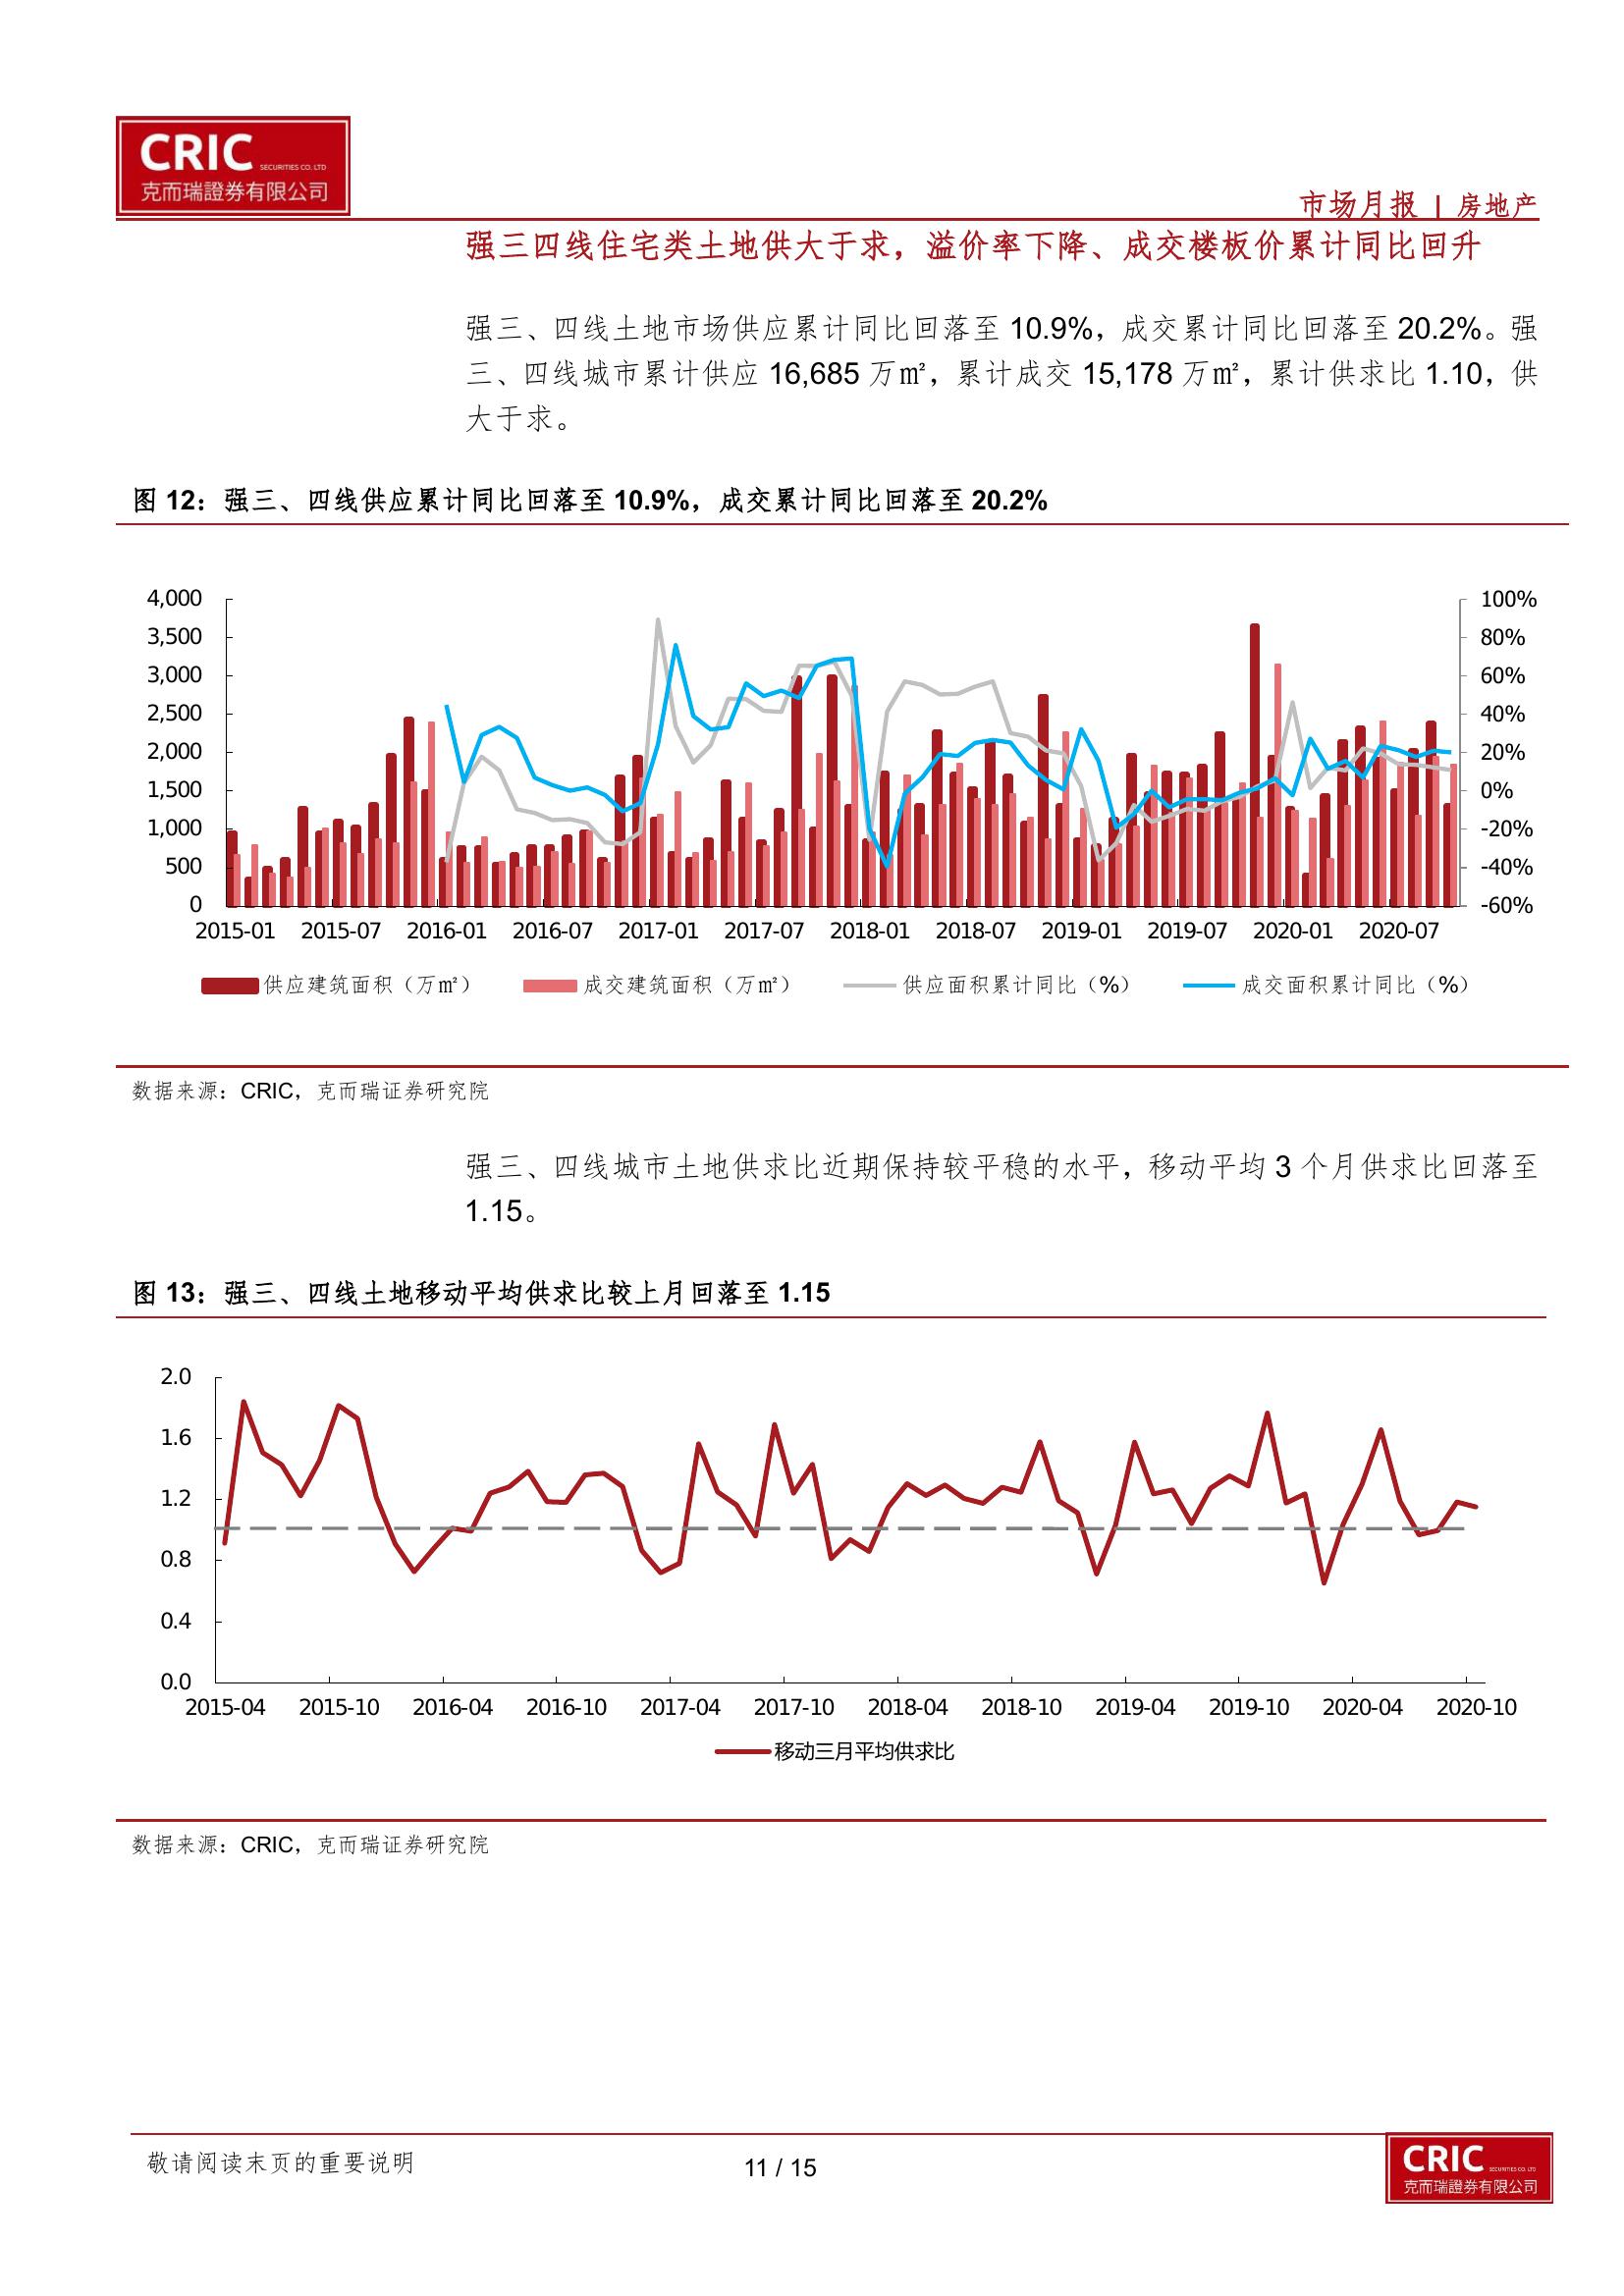 CRIC SECURITIES CO. LTD
克而瑞證券有限公司
市场月报 | 房地产
强三四线住宅类土地供大于求，溢价率下降、成交楼板价累计同比回升
强三、四线土地市场供应累计同比回落至 10.9%，成交累计同比回落至 20.2%。强
三、四线城市累计供应 16,685 万㎡，累计成交 15,178 万㎡，累计供求比 1.10，供
大于求。
图 12：强三、四线供应累计同比回落至 10.9%，成交累计同比回落至 20.2%
4,000 100%
3,500 80%
3,000 60%
2,500 40%
2,000 20%
1,500 0%
1,000 -20%
500 -40%
0 -60%
2015-01 2015-07 2016-01 2016-07 2017-01 2017-07 2018-01 2018-07 2019-01 2019-07 2020-01 2020-07
供应建筑面积（万㎡） 成交建筑面积（万㎡） 供应面积累计同比（%） 成交面积累计同比（%）
数据来源：CRIC，克而瑞证券研究院
强三、四线城市土地供求比近期保持较平稳的水平，移动平均 3 个月供求比回落至
1.15。
图 13：强三、四线土地移动平均供求比较上月回落至 1.15
2.0
1.6
1.2
0.8
0.4
0.0
2015-04 2015-10 2016-04 2016-10 2017-04 2017-10 2018-04 2018-10 2019-04 2019-10 2020-04 2020-10
移动三月平均供求比
数据来源：CRIC，克而瑞证券研究院
敬请阅读末页的重要说明
11 / 15
CRIC SECURITIES CO. LTD
克而瑞證券有限公司